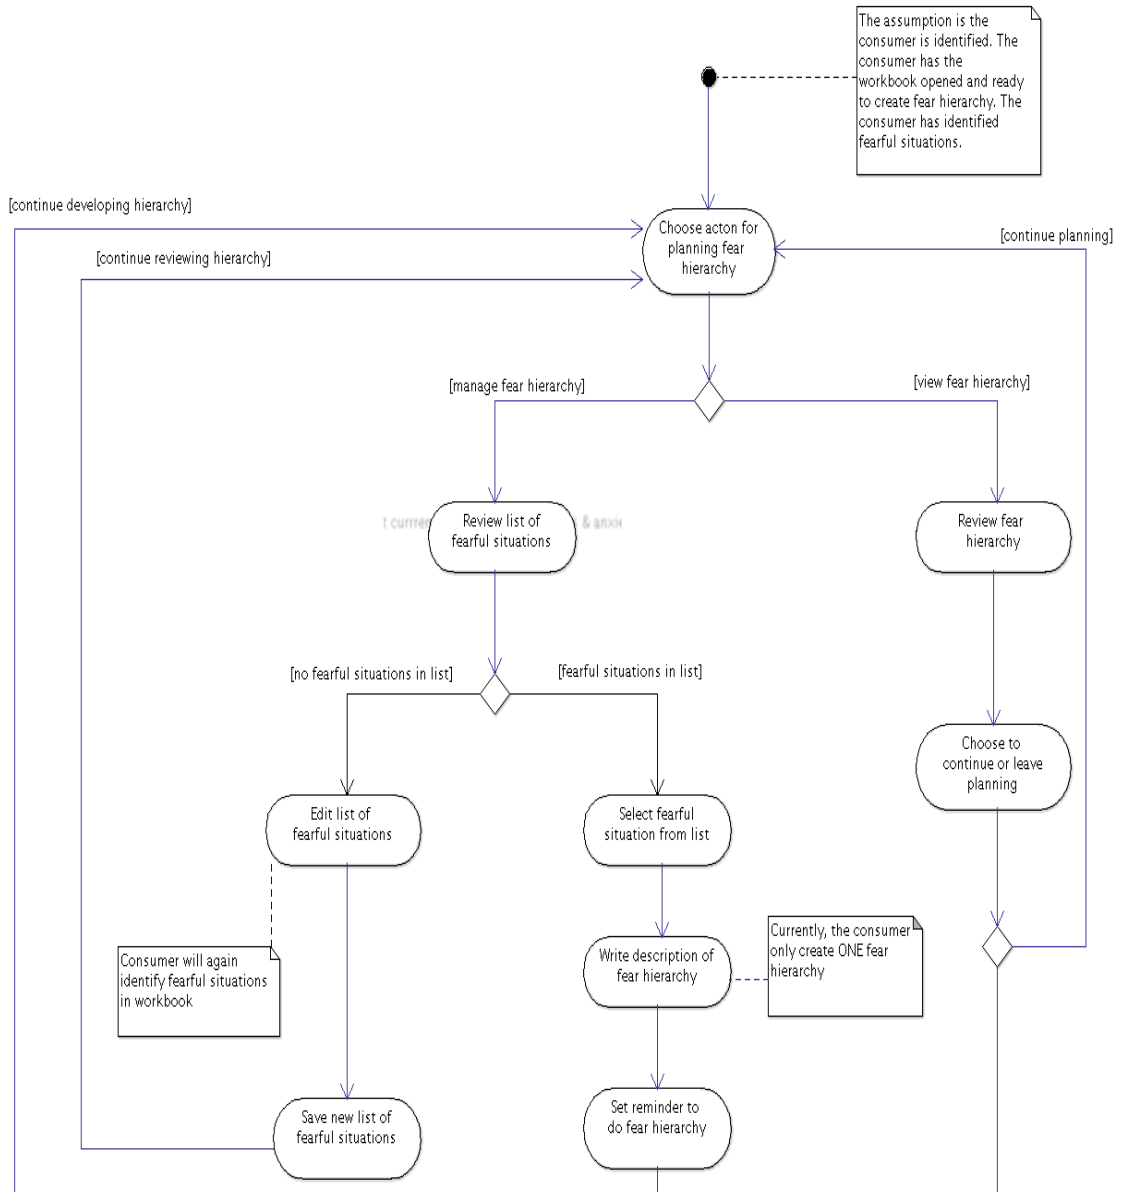 The assumption is the
consumer is identified. The
consumer has the
workbook opened and ready
to create fear hierarchy. The
consumer has identified
fearful situations.
[continue developing hierarchy]
Choose acton for
planning fear
hierarchy
[continue planning]
[continue reviewing hierarchy]
[manage fear hierarchy]
[view fear hierarchy]
Review list of
fearful situations
& anxie
Review fear
hierarchy
[no fearful situations in list]
[fearful situations in list]
Choose to
continue or leave
planning
Edit list of
fearful situations
Select fearful
situation from list
Consumer will again
identify fearful situations
in workbook
Write description of
fear hierarchy
Currently, the consumer
only create ONE fear
hierarchy
Save new list of
fearful situations
Set reminder to
do fear hierarchy